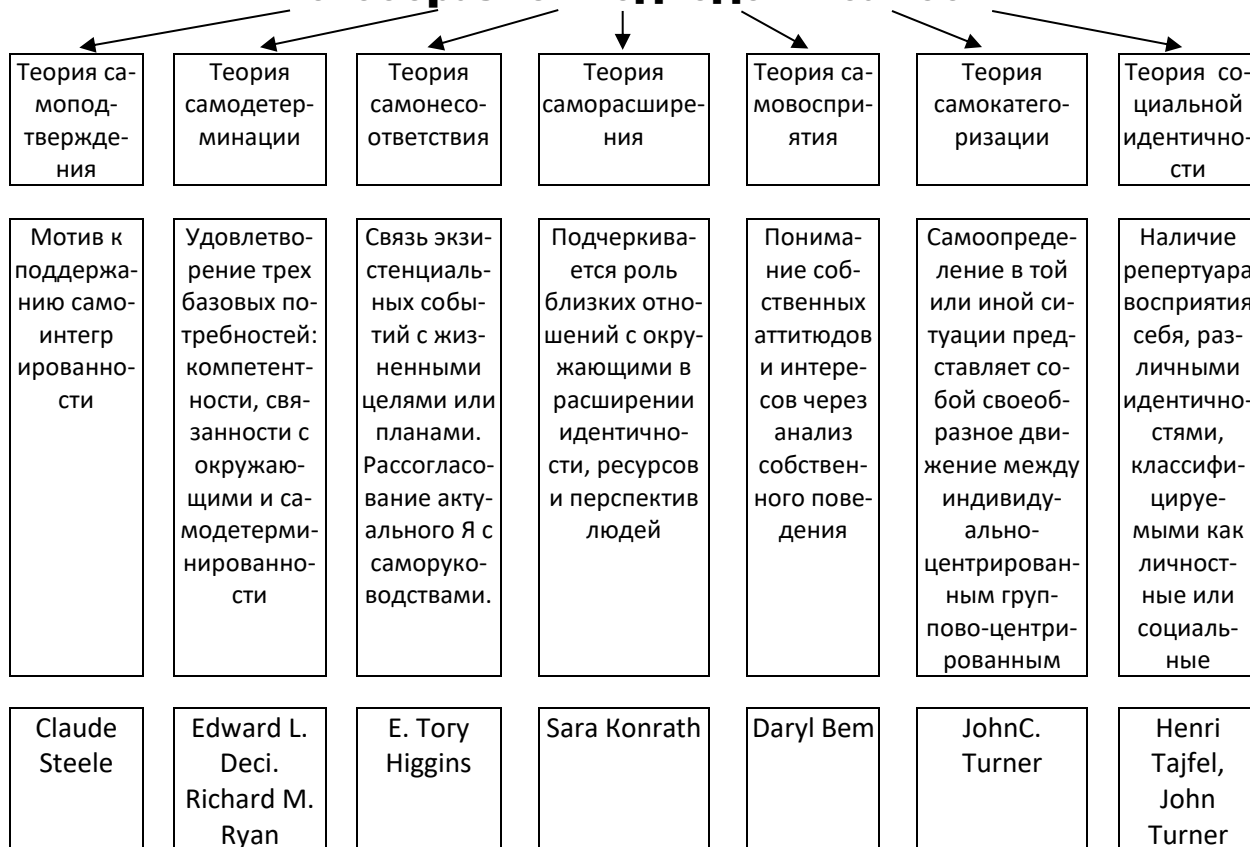 Теория са-
мопод-
твержде-
ния
Теория
самодетер-
минации
Теория
самонесо-
ответствия
Теория
саморасшире-
ния
Теория са-
мовоспри-
ятия
Теория
самокатего-
ризации
Теория со-
циальной
идентично-
сти
Мотив к
поддержа-
нию само-
интегр
ированно-
сти
Удовлетво-
рение трех
базовых по-
требностей:
компетент-
ности, свя-
занности с
окружаю-
щими и са-
модетерми-
нированно-
сти
Связь экзи-
стенциаль-
ных собы-
тий с жиз-
ненными
целями или
планами.
Рассогласо-
вание акту-
ального Я с
саморуко-
водствами.
Подчеркива-
ется роль
близких отно-
шений с окру-
жающими в
расширении
идентично-
сти, ресурсов
и перспектив
людей
Понима-
ние соб-
ственных
аттитюдов
и интере-
сов через
анализ
собствен-
ного пове-
дения
Самоопреде-
ление в той
или иной си-
туации пред-
ставляет со-
бой своеоб-
разное дви-
жение между
индивиду-
ально-
центрирован-
ным груп-
пово-центри-
рованным
Наличие
репертуара
восприятия
себя, раз-
личными
идентично-
стями,
классифи-
цируе-
мыми как
личност-
ные или
социаль-
ные
Claude
Steele
Edward L.
Deci.
Richard M.
Ryan
E. Tory
Higgins
Sara Konrath
Daryl Bem
JohnC.
Turner
Henri
Tajfel,
John
Turner